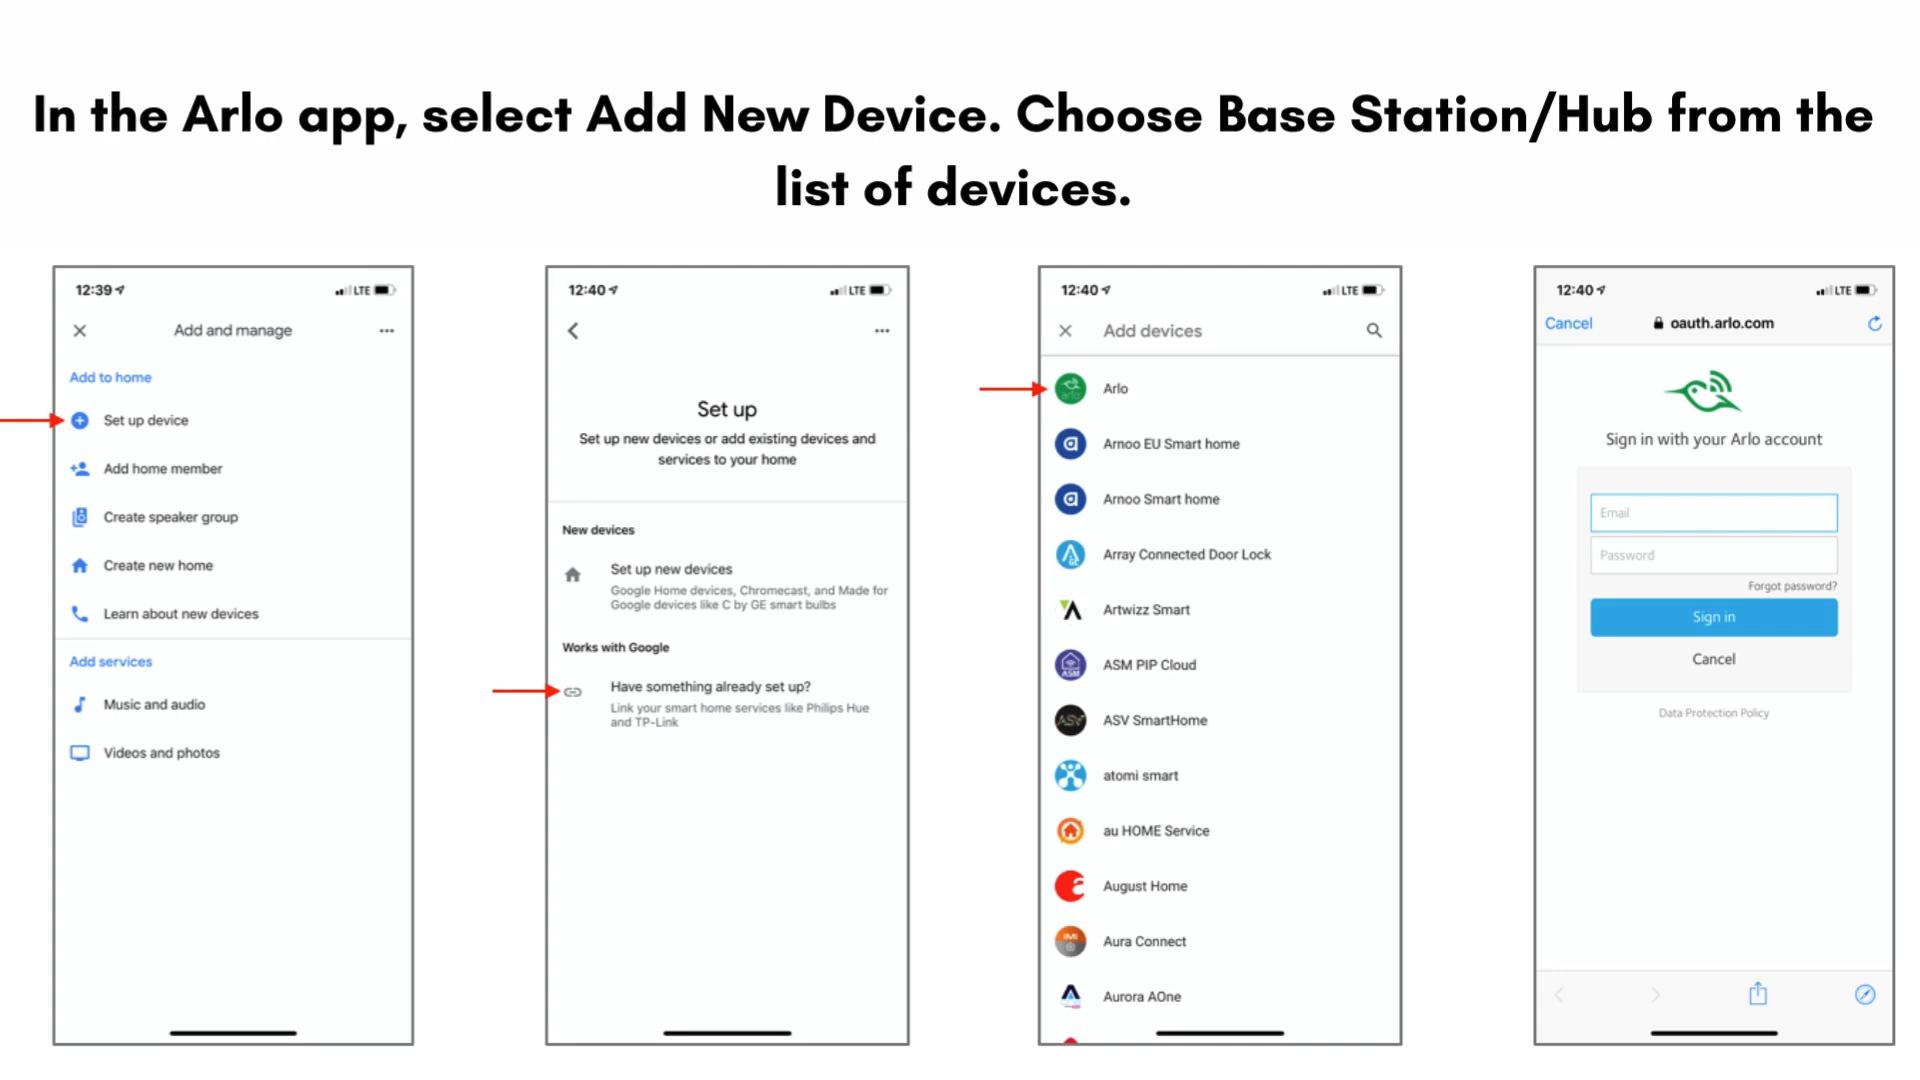 In the Arlo app, select Add New Device. Choose Base Station/Hub from the
list of devices.
12:39
LTE
Add and manage
Add to home
Set up device
Add home member
Create speaker group
Create new home
Learn about new devices
Add services
Music and audio
Videos and photos
12:40
LTE
Set up
Set up new devices or add existing devices and
services to your home
New devices
Set up new devices
Google Home devices, Chromecast, and Made for
Google devices like C by GE smart bulbs
Works with Google
Have something already set up?
Link your smart home services like Philips Hue
and TP-Link
12:40
LTE
Add devices
arlo
Arlo
Arnoo EU Smart home
Arnoo Smart home
Array Connected Door Lock
Artwizz Smart
ASM
ASM PIP Cloud
ASV
ASV SmartHome
atomi smart
au HOME Service
August Home
IMI
Aura Connect
Aurora AOne
12:40
LTE
Cancel
oauth.arlo.com
Sign in with your Arlo account
Email
Password
Forgot password?
Sign in
Cancel
Data Protection Policy